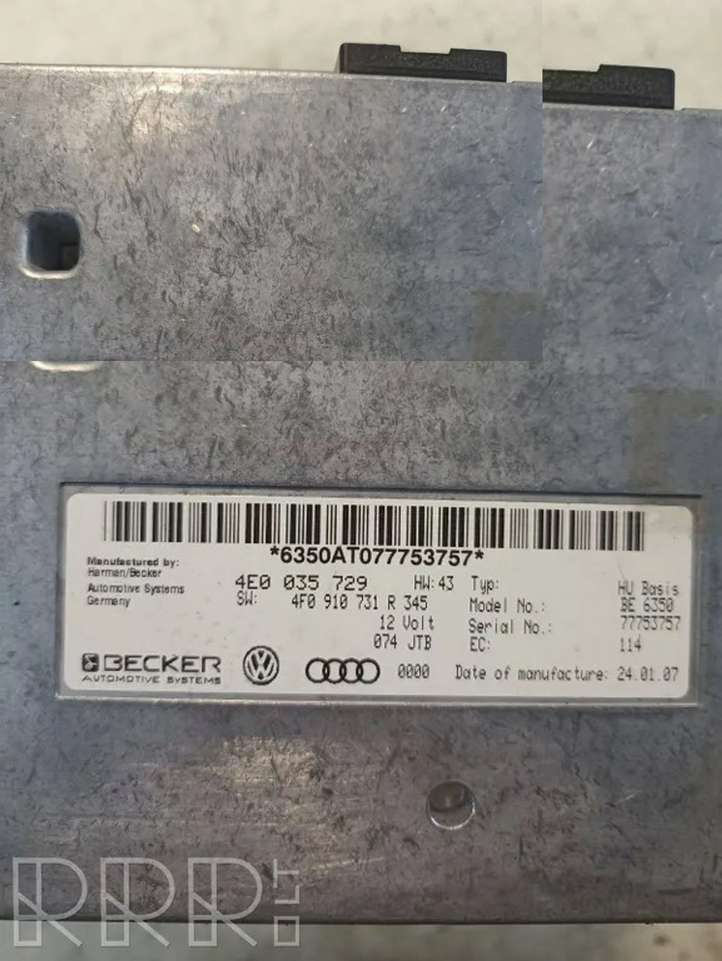 *6350AT077753757*
Manufactured by:
Harman/Becker
Automotive Systems
Germany
4E0 035 729 HW:43 Typ: HU Basis
SW: 4F0 910 731 R 345 Model No.: BE 6350
12 Volt Serial No.: 77753757
074 JTB EC: 114
BECKER
AUTOMOTIVE SYSTEMS
0000 Date of manufacture: 24.01.07
RRR.LT